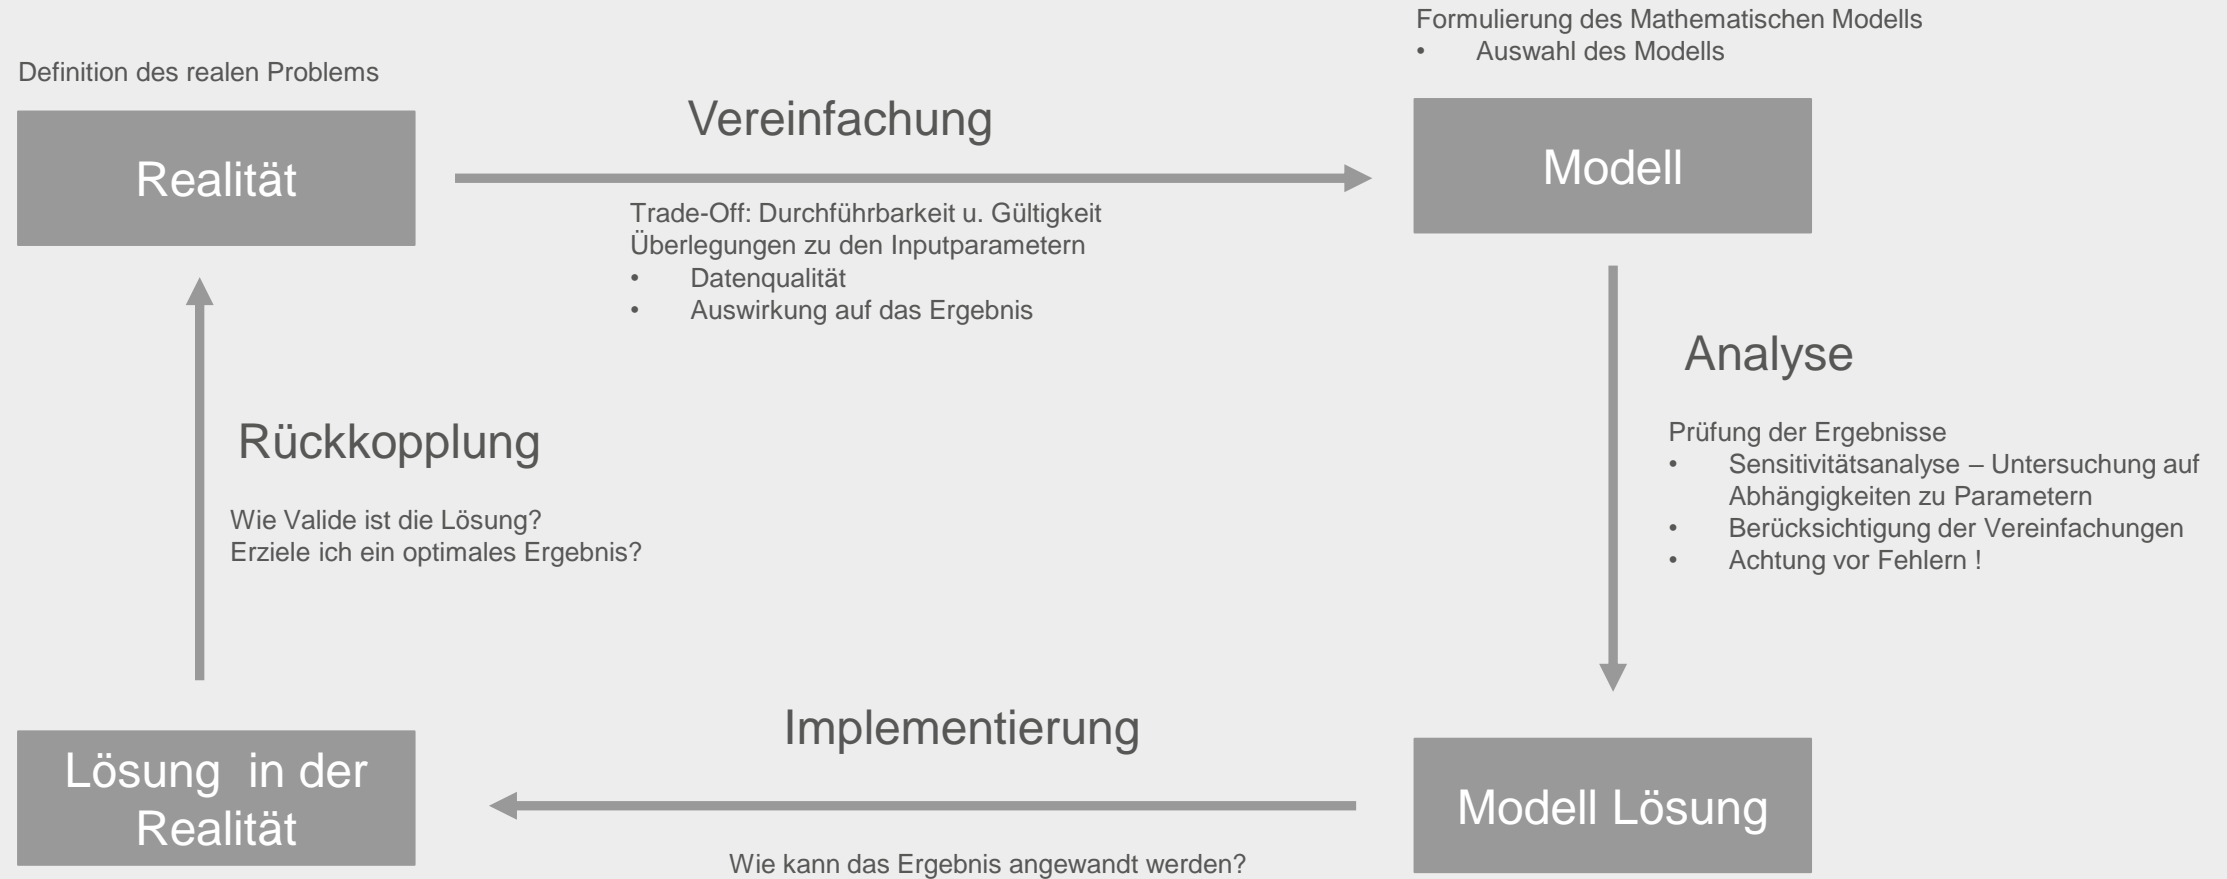 Definition des realen Problems
Realität
Vereinfachung
Trade-Off: Durchführbarkeit u. Gültigkeit
Überlegungen zu den Inputparametern
• Datenqualität
• Auswirkung auf das Ergebnis
Formulierung des Mathematischen Modells
• Auswahl des Modells
Modell
Analyse
Prüfung der Ergebnisse
• Sensitivitätsanalyse – Untersuchung auf
Abhängigkeiten zu Parametern
• Berücksichtigung der Vereinfachungen
• Achtung vor Fehlern !
Modell Lösung
Implementierung
Wie kann das Ergebnis angewandt werden?
Lösung in der
Realität
Rückkopplung
Wie Valide ist die Lösung?
Erziele ich ein optimales Ergebnis?